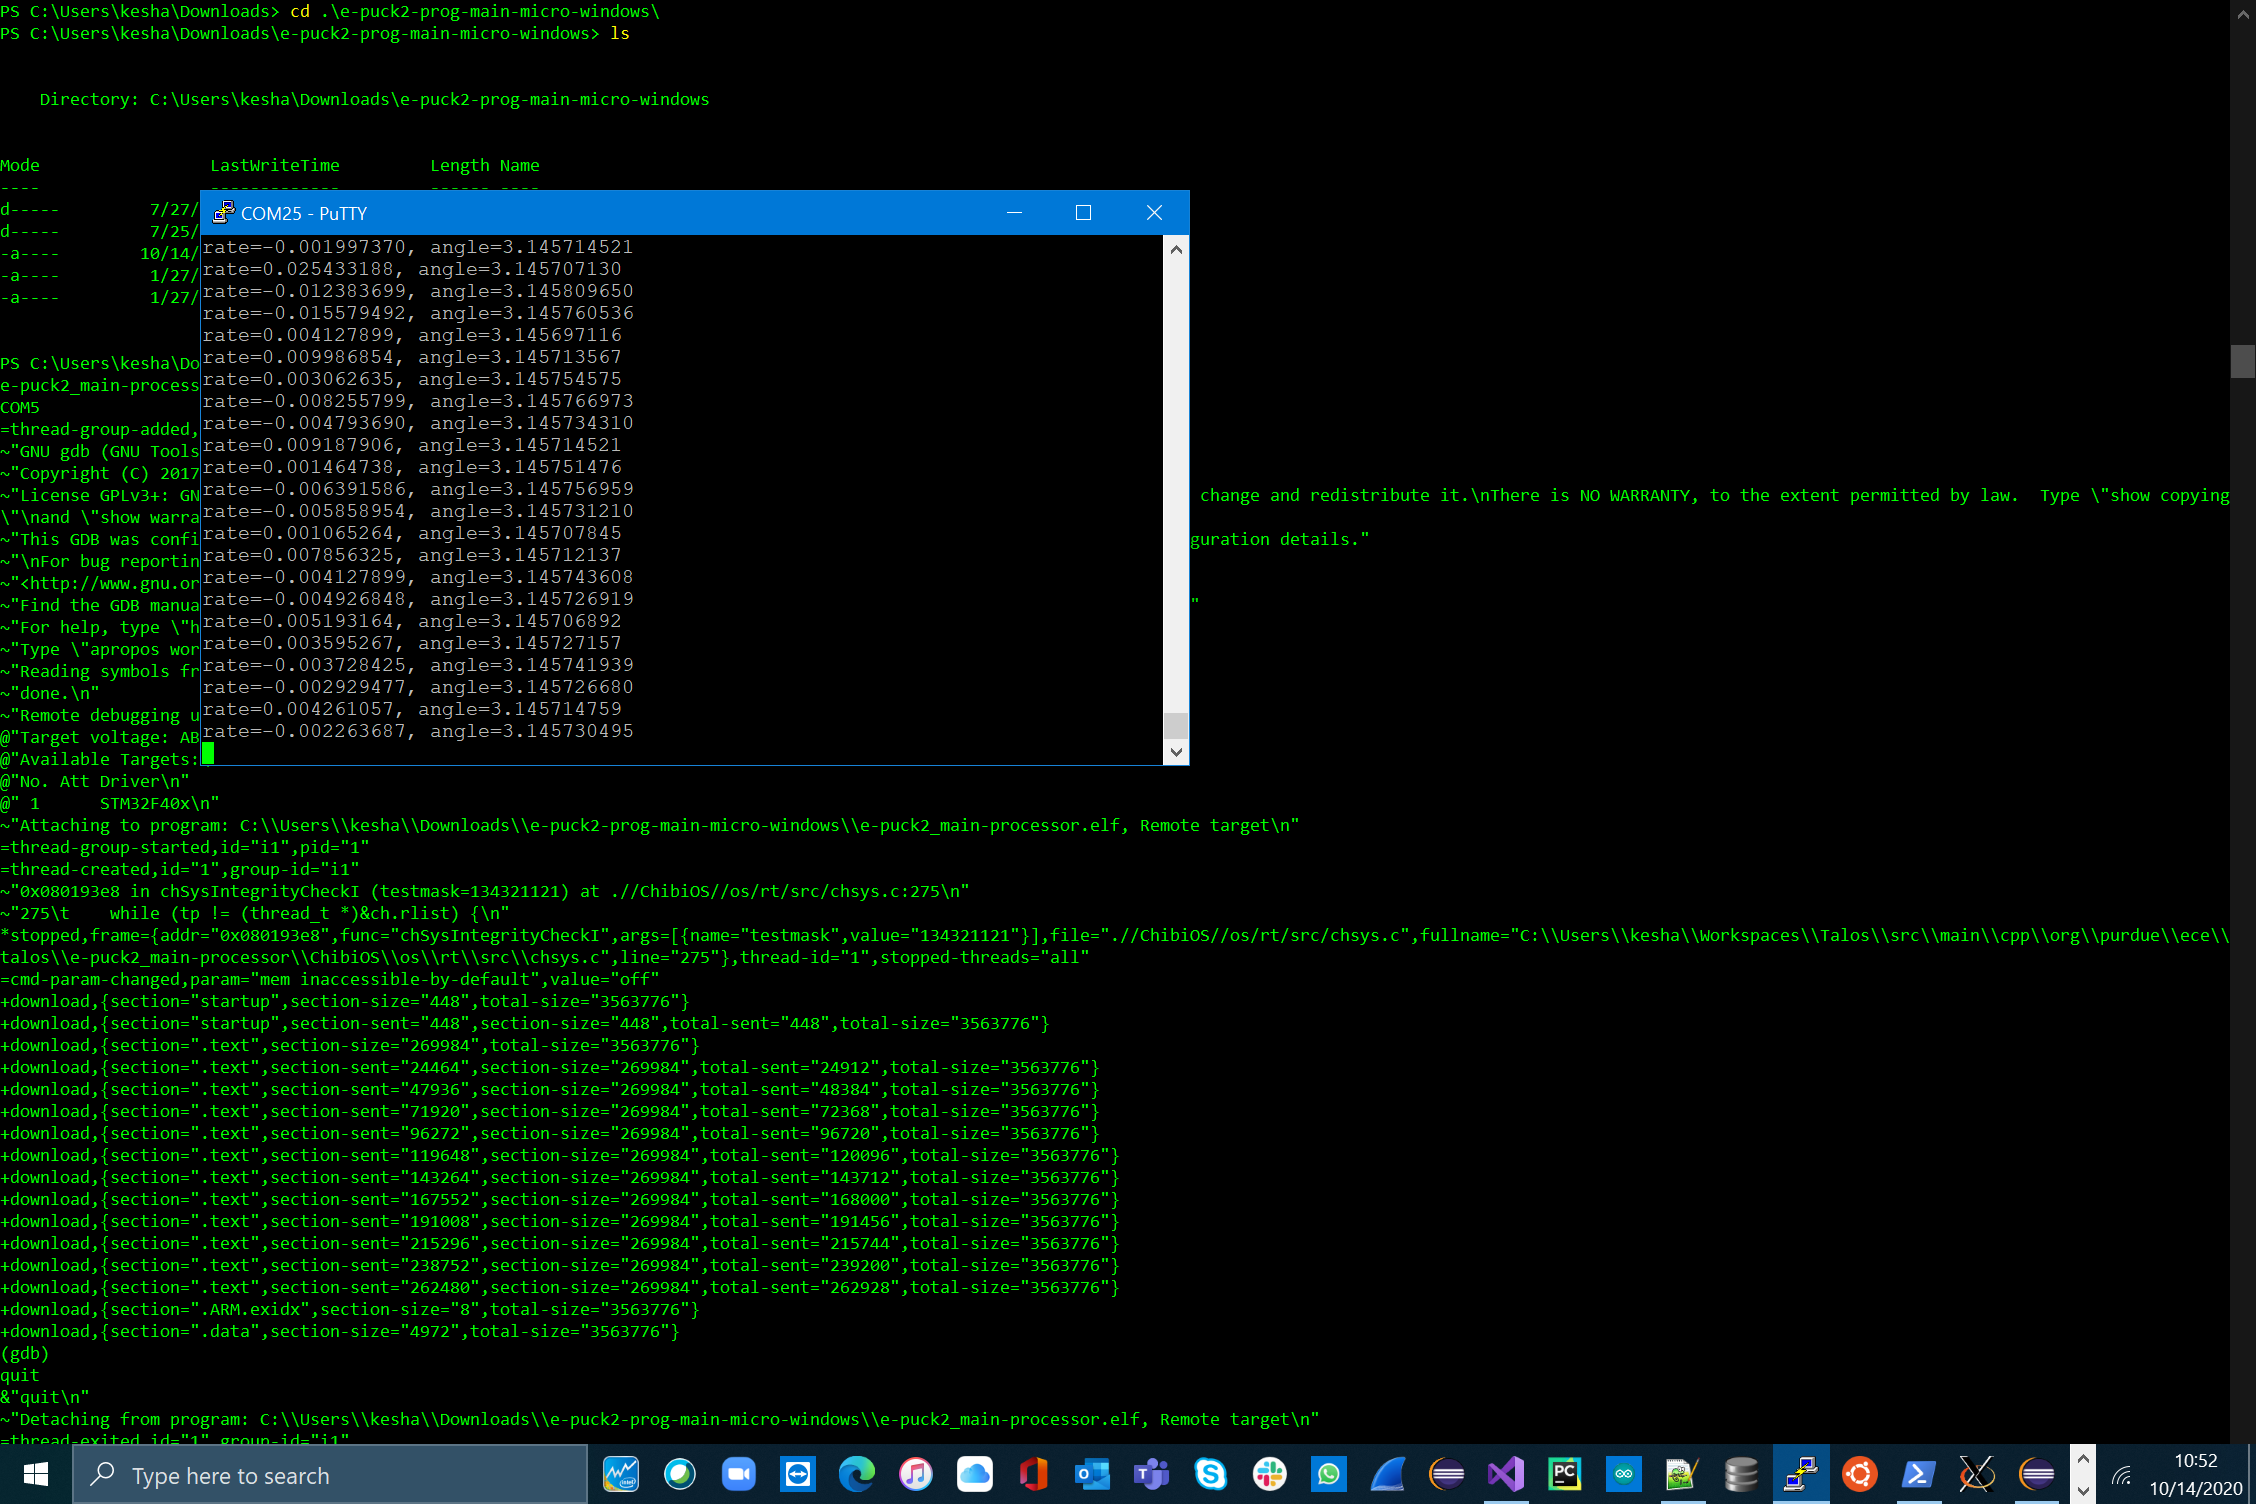 PS C:\Users\kesha\Downloads> cd .\e-puck2-prog-main-micro-windows\
PS C:\Users\kesha\Downloads\e-puck2-prog-main-micro-windows> ls
Directory: C:\Users\kesha\Downloads\e-puck2-prog-main-micro-windows
Mode LastWriteTime Length Name
---- ------------- ------ ----
d----- 7/27/
d----- 7/25/
-a---- 10/14/
-a---- 1/27/
-a---- 1/27/
COM25 - PuTTY
rate=-0.001997370, angle=3.145714521
rate=0.025433188, angle=3.145707130
rate=-0.012383699, angle=3.145809650
rate=-0.015579492, angle=3.145760536
rate=0.004127899, angle=3.145697116
rate=0.009986854, angle=3.145713567
rate=0.003062635, angle=3.145754575
rate=-0.008255799, angle=3.145766973
rate=-0.004793690, angle=3.145734310
rate=0.009187906, angle=3.145714521
rate=0.001464738, angle=3.145751476
rate=-0.006391586, angle=3.145756959
rate=-0.005858954, angle=3.145731210
rate=0.001065264, angle=3.145707845
rate=0.007856325, angle=3.145712137
rate=-0.004127899, angle=3.145743608
rate=-0.004926848, angle=3.145726919
rate=0.005193164, angle=3.145706892
rate=0.003595267, angle=3.145727157
rate=-0.003728425, angle=3.145741939
rate=-0.002929477, angle=3.145726680
rate=0.004261057, angle=3.145714759
rate=-0.002263687, angle=3.145730495
PS C:\Users\kesha\Do
e-puck2_main-process
COM5
=thread-group-added,
~"GNU gdb (GNU Tools
~"Copyright (C) 2017
~"License GPLv3+: GN change and redistribute it.\nThere is NO WARRANTY, to the extent permitted by law.  Type \"show copying
\"\nand \"show warra
~"This GDB was confi guration details."
~"\nFor bug reportin
~"<http://www.gnu.or
~"Find the GDB manua "
~"For help, type \"h
~"Type \"apropos wor
~"Reading symbols fr
~"done.\n"
~"Remote debugging u
@"Target voltage: AB
@"Available Targets:
@"No. Att Driver\n"
@" 1      STM32F40x\n"
~"Attaching to program: C:\\Users\\kesha\\Downloads\\e-puck2-prog-main-micro-windows\\e-puck2_main-processor.elf, Remote target\n"
=thread-group-started,id="i1",pid="1"
=thread-created,id="1",group-id="i1"
~"0x080193e8 in chSysIntegrityCheckI (testmask=134321121) at .//ChibiOS//os/rt/src/chsys.c:275\n"
~"275\t    while (tp != (thread_t *)&ch.rlist) {\n"
*stopped,frame={addr="0x080193e8",func="chSysIntegrityCheckI",args=[{name="testmask",value="134321121"}],file=".//ChibiOS//os/rt/src/chsys.c",fullname="C:\\Users\\kesha\\Workspaces\\Talos\\src\\main\\cpp\\org\\purdue\\ece\\
talos\\e-puck2_main-processor\\ChibiOS\\os\\rt\\src\\chsys.c",line="275"},thread-id="1",stopped-threads="all"
=cmd-param-changed,param="mem inaccessible-by-default",value="off"
+download,{section="startup",section-size="448",total-size="3563776"}
+download,{section="startup",section-sent="448",section-size="448",total-sent="448",total-size="3563776"}
+download,{section=".text",section-size="269984",total-size="3563776"}
+download,{section=".text",section-sent="24464",section-size="269984",total-sent="24912",total-size="3563776"}
+download,{section=".text",section-sent="47936",section-size="269984",total-sent="48384",total-size="3563776"}
+download,{section=".text",section-sent="71920",section-size="269984",total-sent="72368",total-size="3563776"}
+download,{section=".text",section-sent="96272",section-size="269984",total-sent="96720",total-size="3563776"}
+download,{section=".text",section-sent="119648",section-size="269984",total-sent="120096",total-size="3563776"}
+download,{section=".text",section-sent="143264",section-size="269984",total-sent="143712",total-size="3563776"}
+download,{section=".text",section-sent="167552",section-size="269984",total-sent="168000",total-size="3563776"}
+download,{section=".text",section-sent="191008",section-size="269984",total-sent="191456",total-size="3563776"}
+download,{section=".text",section-sent="215296",section-size="269984",total-sent="215744",total-size="3563776"}
+download,{section=".text",section-sent="238752",section-size="269984",total-sent="239200",total-size="3563776"}
+download,{section=".text",section-sent="262480",section-size="269984",total-sent="262928",total-size="3563776"}
+download,{section=".ARM.exidx",section-size="8",total-size="3563776"}
+download,{section=".data",section-size="4972",total-size="3563776"}
(gdb)
quit
&"quit\n"
~"Detaching from program: C:\\Users\\kesha\\Downloads\\e-puck2-prog-main-micro-windows\\e-puck2_main-processor.elf, Remote target\n"
=thread-exited,id="1",group-id="i1"
Type here to search
10:52
10/14/2020